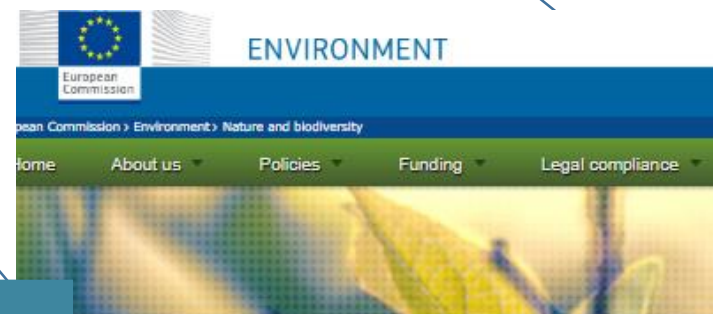 ENVIRONMENT
European
Commission
pean Commission > Environment > Nature and biodiversity
Home About us Policies Funding Legal compliance